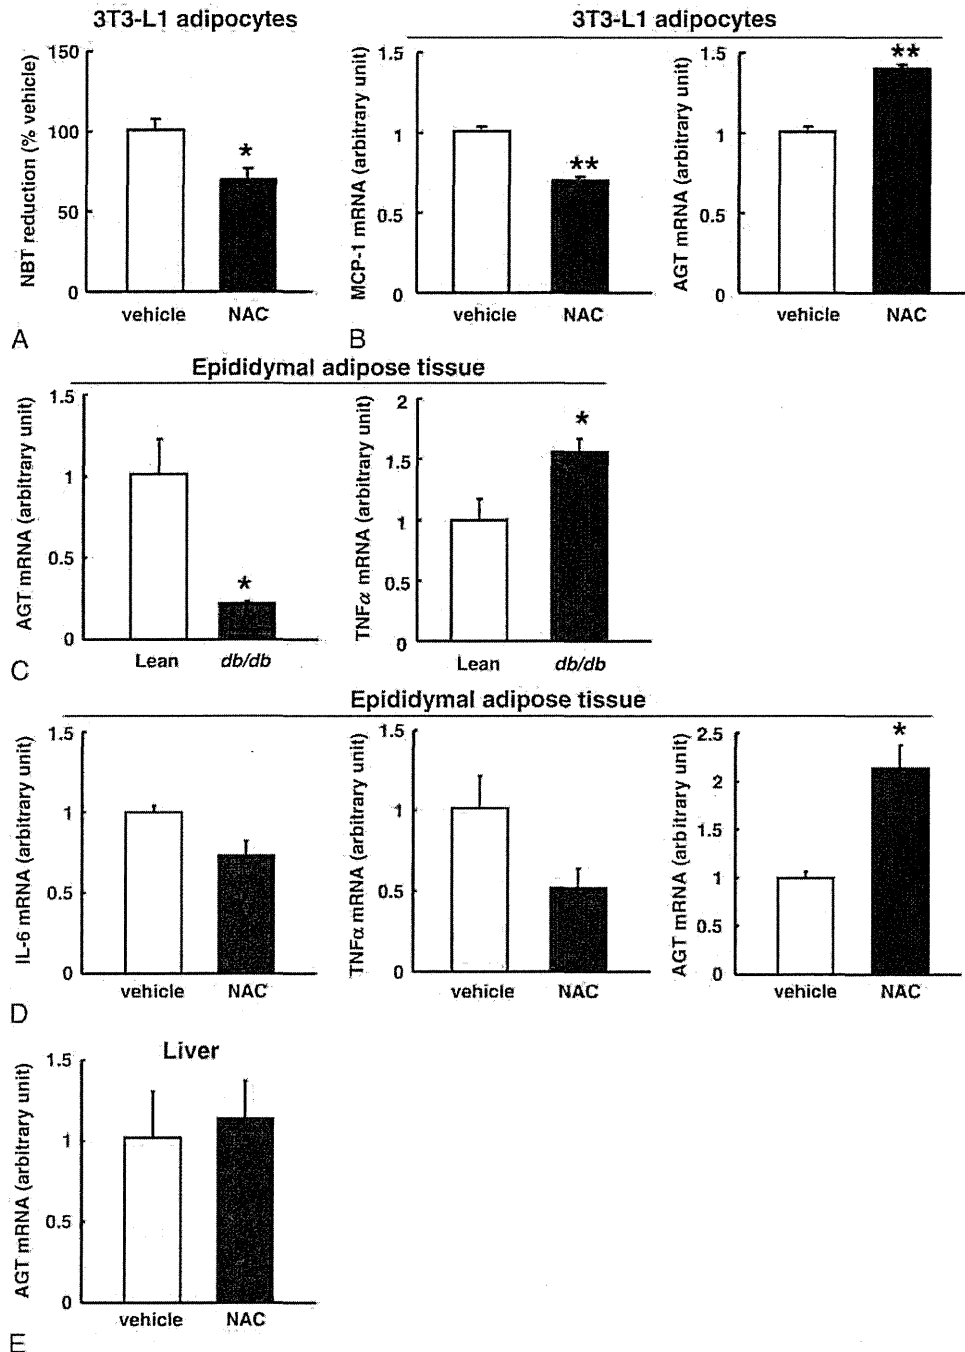 3T3-L1 adipocytes
3T3-L1 adipocytes
NBT reduction (% vehicle)
150
100
50
0
*
vehicle NAC
A
MCP-1 mRNA (arbitrary unit)
1.5
1
0.5
0
**
vehicle NAC
B
AGT mRNA (arbitrary unit)
1.5
1
0.5
0
**
vehicle NAC
Epididymal adipose tissue
AGT mRNA (arbitrary unit)
1.5
1
0.5
0
*
Lean db/db
C
TNFα mRNA (arbitrary unit)
2
1.5
1
0.5
0
*
Lean db/db
Epididymal adipose tissue
IL-6 mRNA (arbitrary unit)
1.5
1
0.5
0
vehicle NAC
D
TNFα mRNA (arbitrary unit)
1.5
1
0.5
0
vehicle NAC
AGT mRNA (arbitrary unit)
2.5
2
1.5
1
0.5
0
*
vehicle NAC
Liver
AGT mRNA (arbitrary unit)
1.5
1
0.5
0
vehicle NAC
E